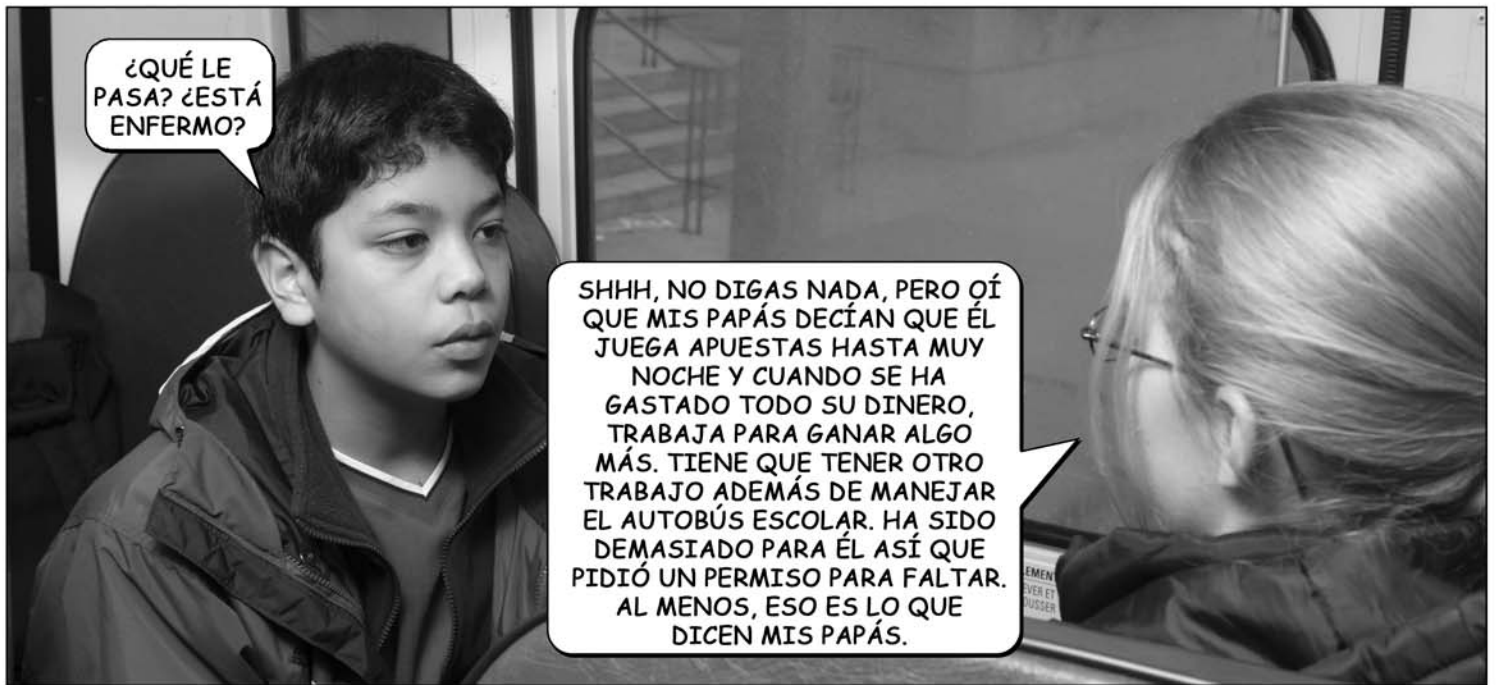 ¿QUÉ LE
PASA? ¿ESTÁ
ENFERMO?
SHHH, NO DIGAS NADA, PERO OÍ
QUE MIS PAPÁS DECÍAN QUE ÉL
JUEGA APUESTAS HASTA MUY
NOCHE Y CUANDO SE HA
GASTADO TODO SU DINERO,
TRABAJA PARA GANAR ALGO
MÁS. TIENE QUE TENER OTRO
TRABAJO ADEMÁS DE MANEJAR
EL AUTOBÚS ESCOLAR. HA SIDO
DEMASIADO PARA ÉL ASÍ QUE
PIDIÓ UN PERMISO PARA FALTAR.
AL MENOS, ESO ES LO QUE
DICEN MIS PAPÁS.
ET